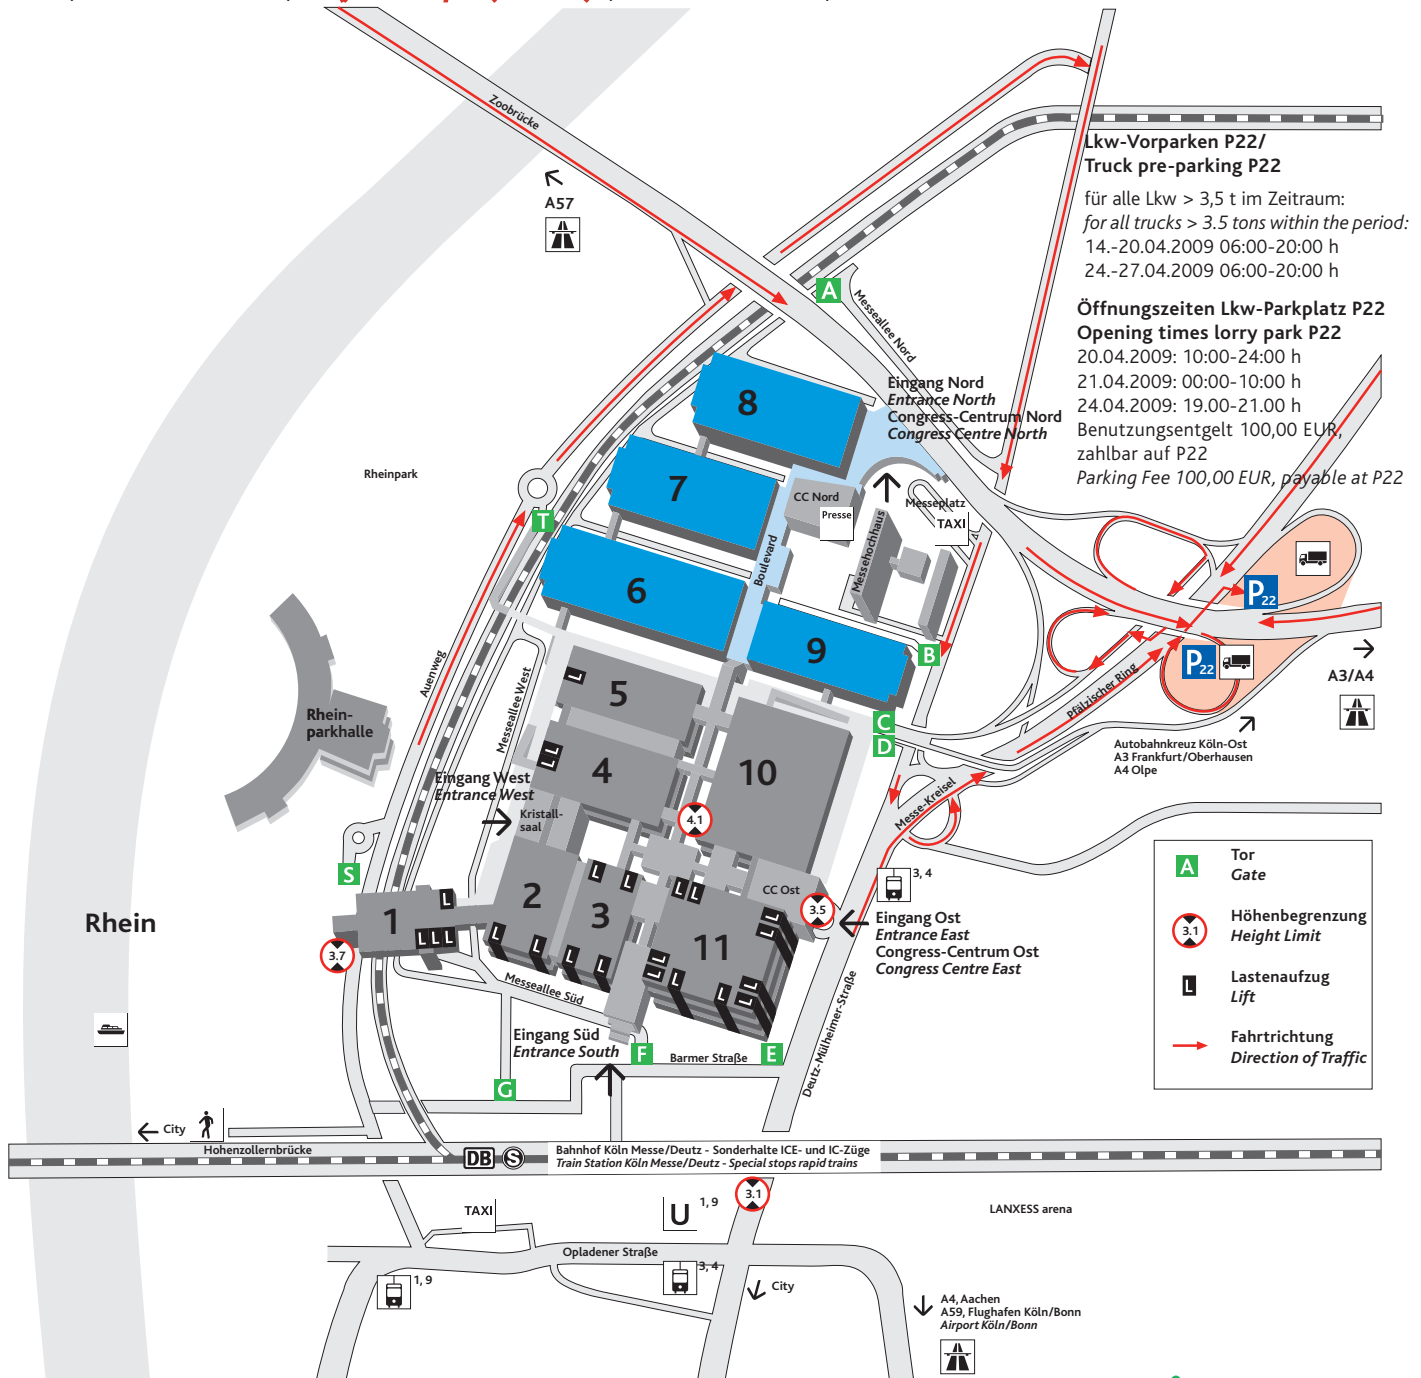 Zoobrücke
A57
Lkw-Vorparken P22/
Truck pre-parking P22
für alle Lkw > 3,5 t im Zeitraum:
for all trucks > 3.5 tons within the period:
14.-20.04.2009 06:00-20:00 h
24.-27.04.2009 06:00-20:00 h
Öffnungszeiten Lkw-Parkplatz P22
Opening times lorry park P22
20.04.2009: 10:00-24:00 h
21.04.2009: 00:00-10:00 h
24.04.2009: 19.00-21.00 h
Benutzungsentgelt 100,00 EUR,
zahlbar auf P22
Parking Fee 100,00 EUR, payable at P22
A
Messeallee Nord
Eingang Nord
Entrance North
Congress-Centrum Nord
Congress Centre North
8
7
6
9
Rheinpark
T
CC Nord
Presse
Messeplatz
TAXI
Boulevard
Messehochhaus
P22
P22
B
C
D
A3/A4
Pfälzischer Ring
Autobahnkreuz Köln-Ost
A3 Frankfurt/Oberhausen
A4 Olpe
Auenweg
Messeallee West
Rhein-
parkhalle
L
5
L
L
4
10
Eingang West
Entrance West
Kristall-
saal
4.1
Messe-Kreisel
S
3, 4
CC Ost
3.5
Eingang Ost
Entrance East
Congress-Centrum Ost
Congress Centre East
Rhein
1
L
L L L
3.7
2
L
L
3
L
L
L
L
11
L
L
L
L
L
L
L
L
L
L
Messeallee Süd
Deutz-Mülheimer-Straße
Eingang Süd
Entrance South
F
Barmer Straße
E
G
A
Tor
Gate
3.1
Höhenbegrenzung
Height Limit
L
Lastenaufzug
Lift
Fahrtrichtung
Direction of Traffic
City
Hohenzollernbrücke
DB
S
Bahnhof Köln Messe/Deutz - Sonderhalte ICE- und IC-Züge
Train Station Köln Messe/Deutz - Special stops rapid trains
TAXI
U
1, 9
3.1
LANXESS arena
Opladener Straße
1, 9
3, 4
City
A4, Aachen
A59, Flughafen Köln/Bonn
Airport Köln/Bonn